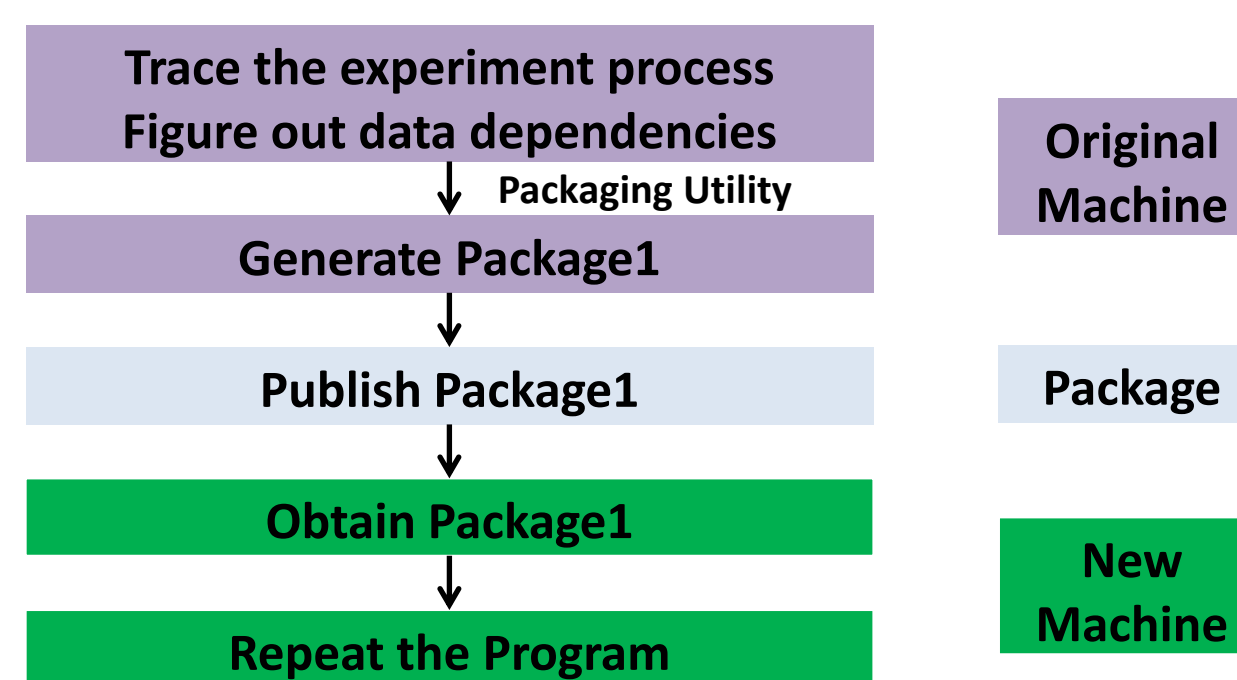 Trace the experiment process
Figure out data dependencies
Packaging Utility
Generate Package1
Publish Package1
Obtain Package1
Repeat the Program
Original
Machine
Package
New
Machine